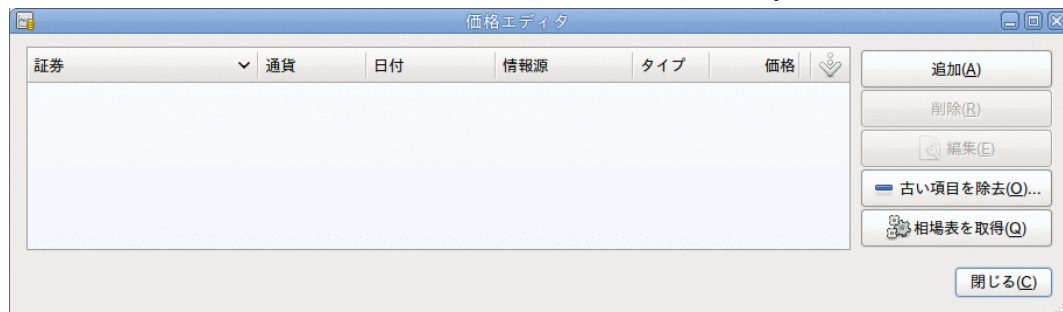 価格エディタ
証券 通貨 日付 情報源 タイプ 価格
追加(A)
削除(R)
編集(E)
古い項目を除去(O)...
相場表を取得(Q)
閉じる(C)